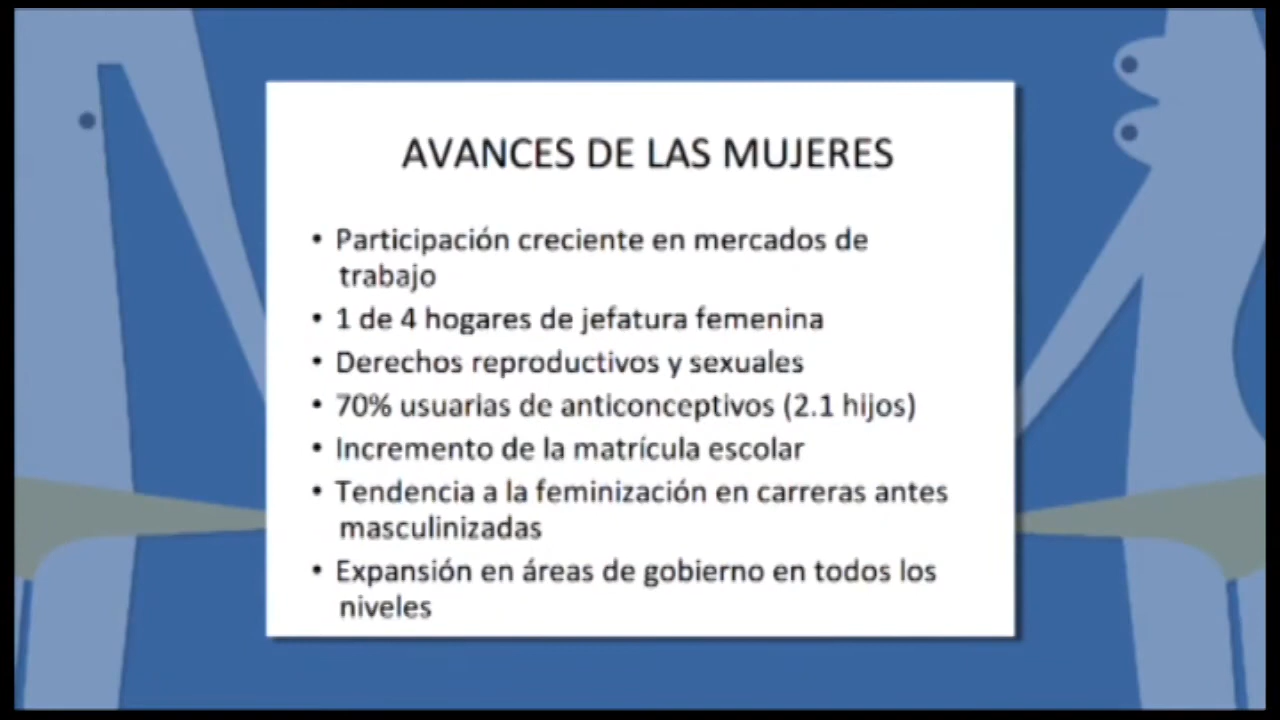 AVANCES DE LAS MUJERES
• Participación creciente en mercados de
trabajo
• 1 de 4 hogares de jefatura femenina
• Derechos reproductivos y sexuales
• 70% usuarias de anticonceptivos (2.1 hijos)
• Incremento de la matrícula escolar
• Tendencia a la feminización en carreras antes
masculinizadas
• Expansión en áreas de gobierno en todos los
niveles